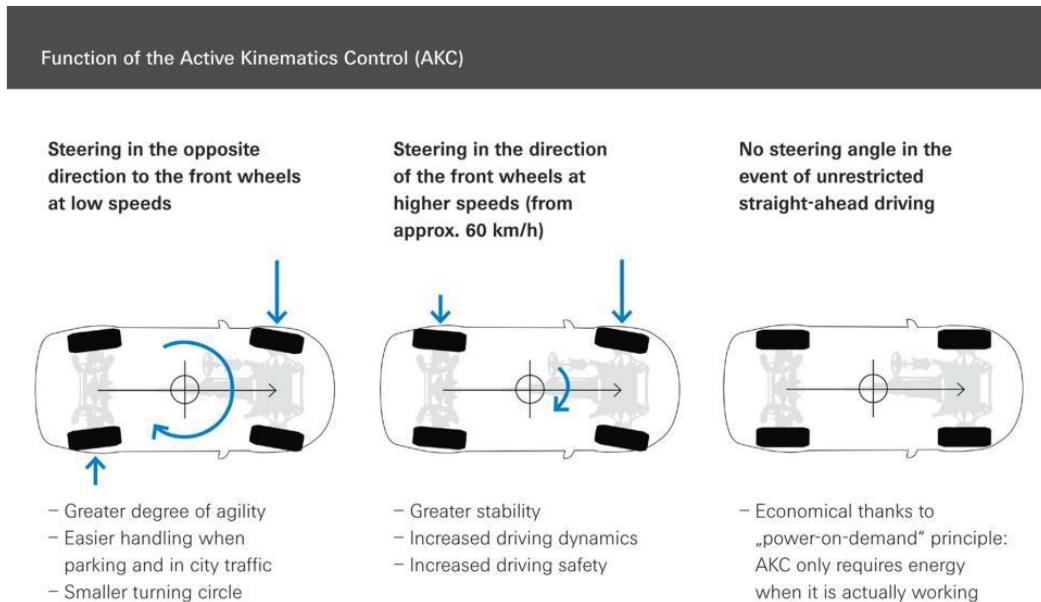 Function of the Active Kinematics Control (AKC)
Steering in the opposite
direction to the front wheels
at low speeds
Steering in the direction
of the front wheels at
higher speeds (from
approx. 60 km/h)
No steering angle in the
event of unrestricted
straight-ahead driving
– Greater degree of agility
– Easier handling when
parking and in city traffic
– Smaller turning circle
– Greater stability
– Increased driving dynamics
– Increased driving safety
– Economical thanks to
„power-on-demand“ principle:
AKC only requires energy
when it is actually working